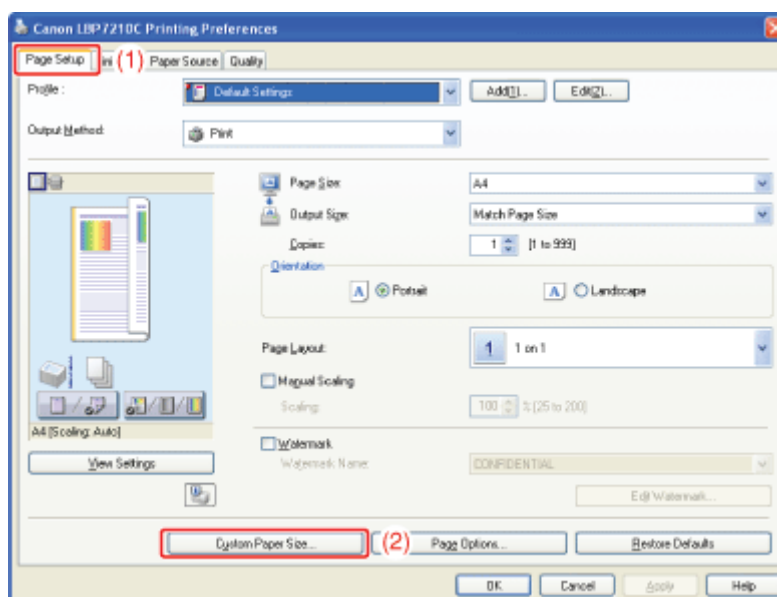 Canon LBP7210C Printing Preferences
Page Setup (1) Paper Source Quality
Profile : Default Settings Add(1)... Edit(2)...
Output Method: Print
Page Size: A4
Output Size: Match Page Size
Copies: 1 [1 to 999]
Orientation
A Portrait A Landscape
Page Layout: 1 1 on 1
Manual Scaling
Scaling: 100 % [25 to 200]
A4 [Scaling: Auto]
Watermark
View Settings Watermark Name: CONFIDENTIAL
Edit Watermark...
Custom Paper Size... (2) Page Options... Restore Defaults
OK Cancel Apply Help